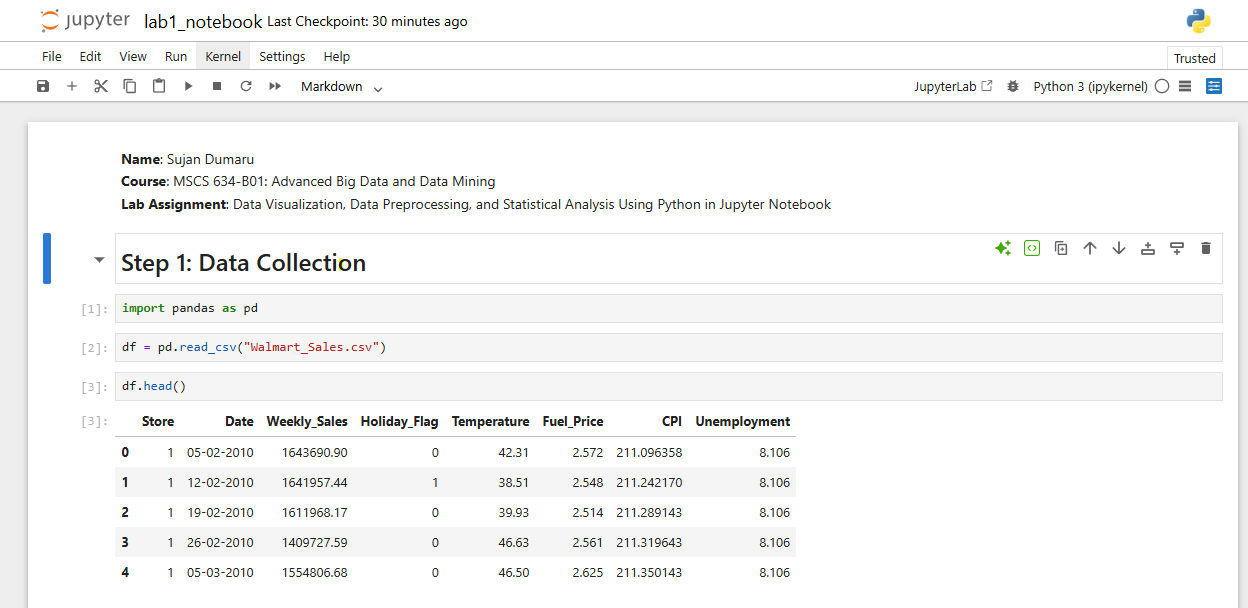 jupyter lab1_notebook Last Checkpoint: 30 minutes ago
File Edit View Run Kernel Settings Help
Trusted
Markdown
JupyterLab Python 3 (ipykernel)
Name: Sujan Dumaru
Course: MSCS 634-B01: Advanced Big Data and Data Mining
Lab Assignment: Data Visualization, Data Preprocessing, and Statistical Analysis Using Python in Jupyter Notebook
Step 1: Data Collection
[1]: import pandas as pd
[2]: df = pd.read_csv("Walmart_Sales.csv")
[3]: df.head()
[3]: Store Date Weekly_Sales Holiday_Flag Temperature Fuel_Price CPI Unemployment
0 1 05-02-2010 1643690.90 0 42.31 2.572 211.096358 8.106
1 1 12-02-2010 1641957.44 1 38.51 2.548 211.242170 8.106
2 1 19-02-2010 1611968.17 0 39.93 2.514 211.289143 8.106
3 1 26-02-2010 1409727.59 0 46.63 2.561 211.319643 8.106
4 1 05-03-2010 1554806.68 0 46.50 2.625 211.350143 8.106